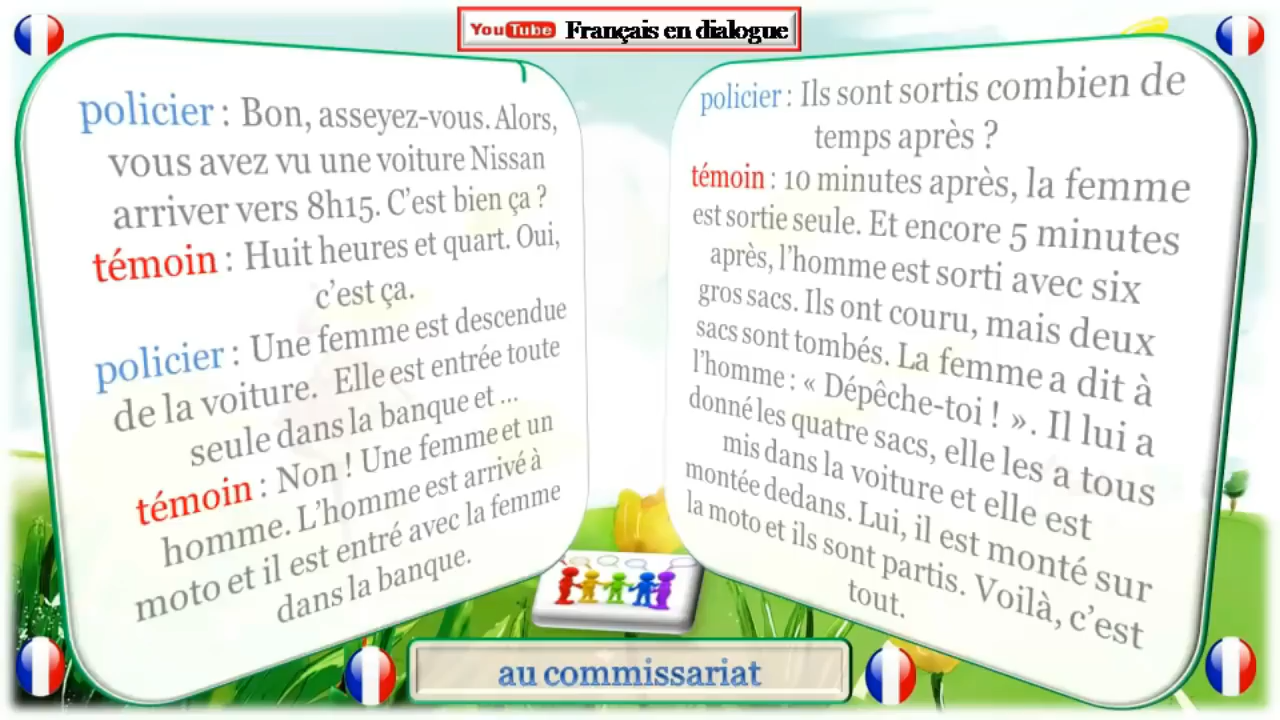 YouTube Français en dialogue
policier : Bon, asseyez-vous. Alors,
vous avez vu une voiture Nissan
arriver vers 8h15. C’est bien ça ?
témoin : Huit heures et quart. Oui,
c’est ça.
policier : Une femme est descendue
de la voiture. Elle est entrée toute
seule dans la banque et ...
témoin : Non ! Une femme et un
homme. L’homme est arrivé à
moto et il est entré avec la femme
dans la banque.
policier : Ils sont sortis combien de
temps après ?
témoin : 10 minutes après, la femme
est sortie seule. Et encore 5 minutes
après, l’homme est sorti avec six
gros sacs. Ils ont couru, mais deux
sacs sont tombés. La femme a dit à
l’homme : « Dépêche-toi ! ». Il lui a
donné les quatre sacs, elle les a tous
mis dans la voiture et elle est
montée dedans. Lui, il est monté sur
la moto et ils sont partis. Voilà, c’est
tout.
au commissariat